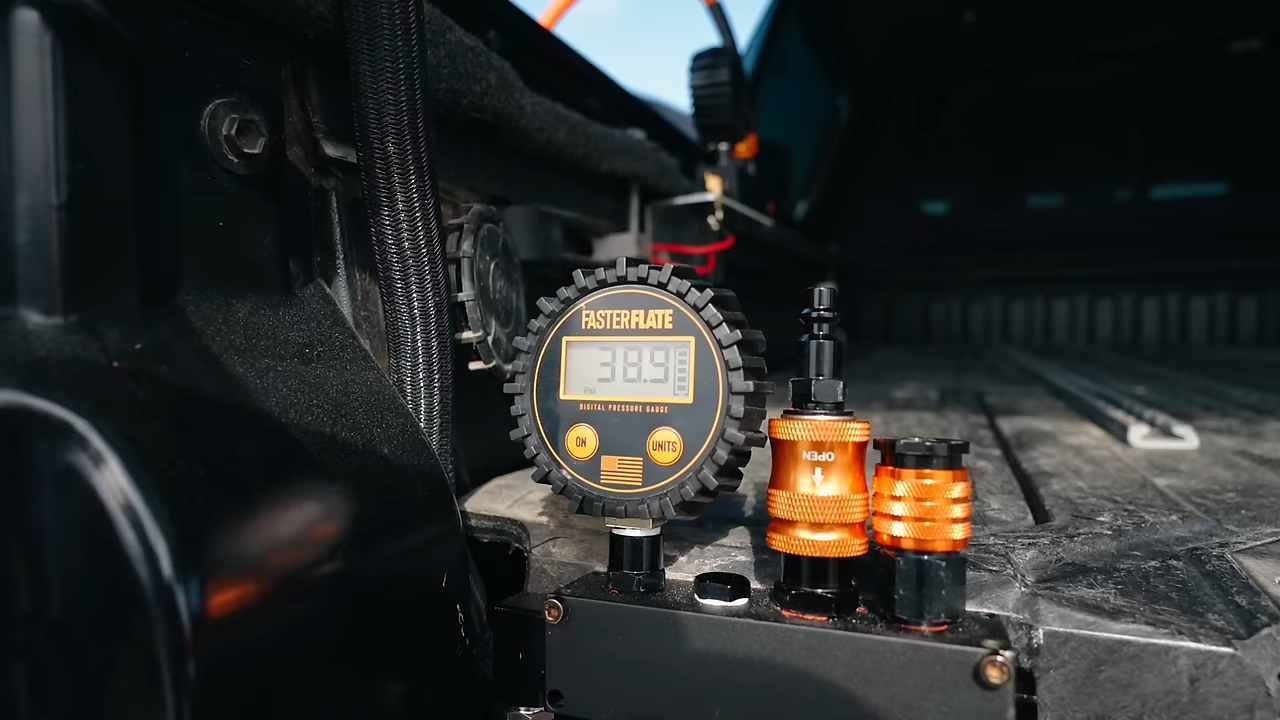 FASTERFLATE
38.9
Psi
DIGITAL PRESSURE GAUGE
ON
UNITS
OPEN